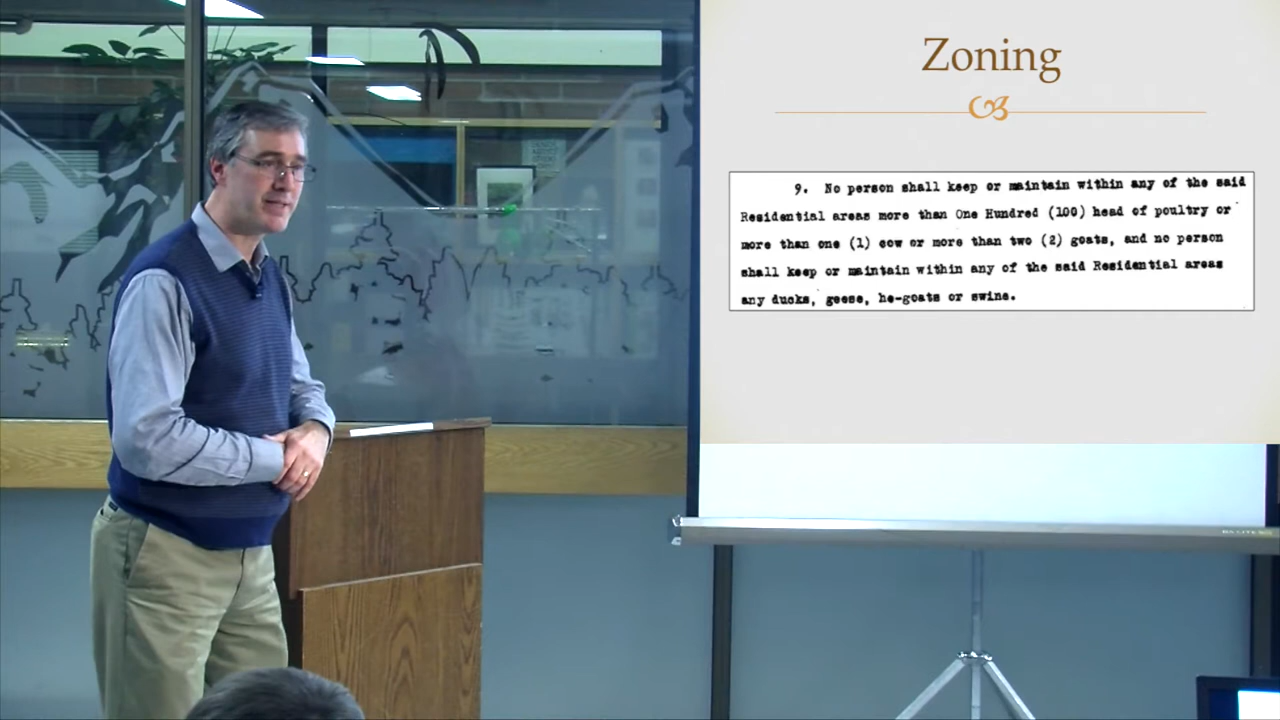 Zoning
9. No person shall keep or maintain within any of the said
Residential areas more than One Hundred (100) head of poultry or
more than one (1) cow or more than two (2) goats, and no person
shall keep or maintain within any of the said Residential areas
any ducks, geese, he-goats or swine.